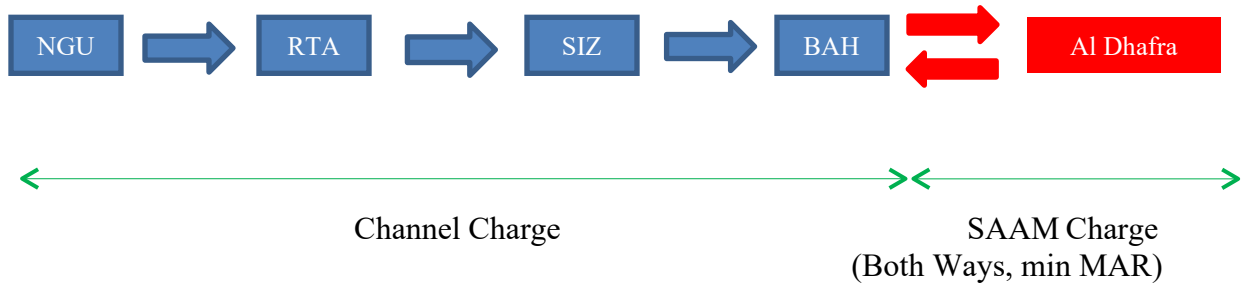 NGU RTA SIZ BAH Al Dhafra
Channel Charge SAAM Charge
(Both Ways, min MAR)